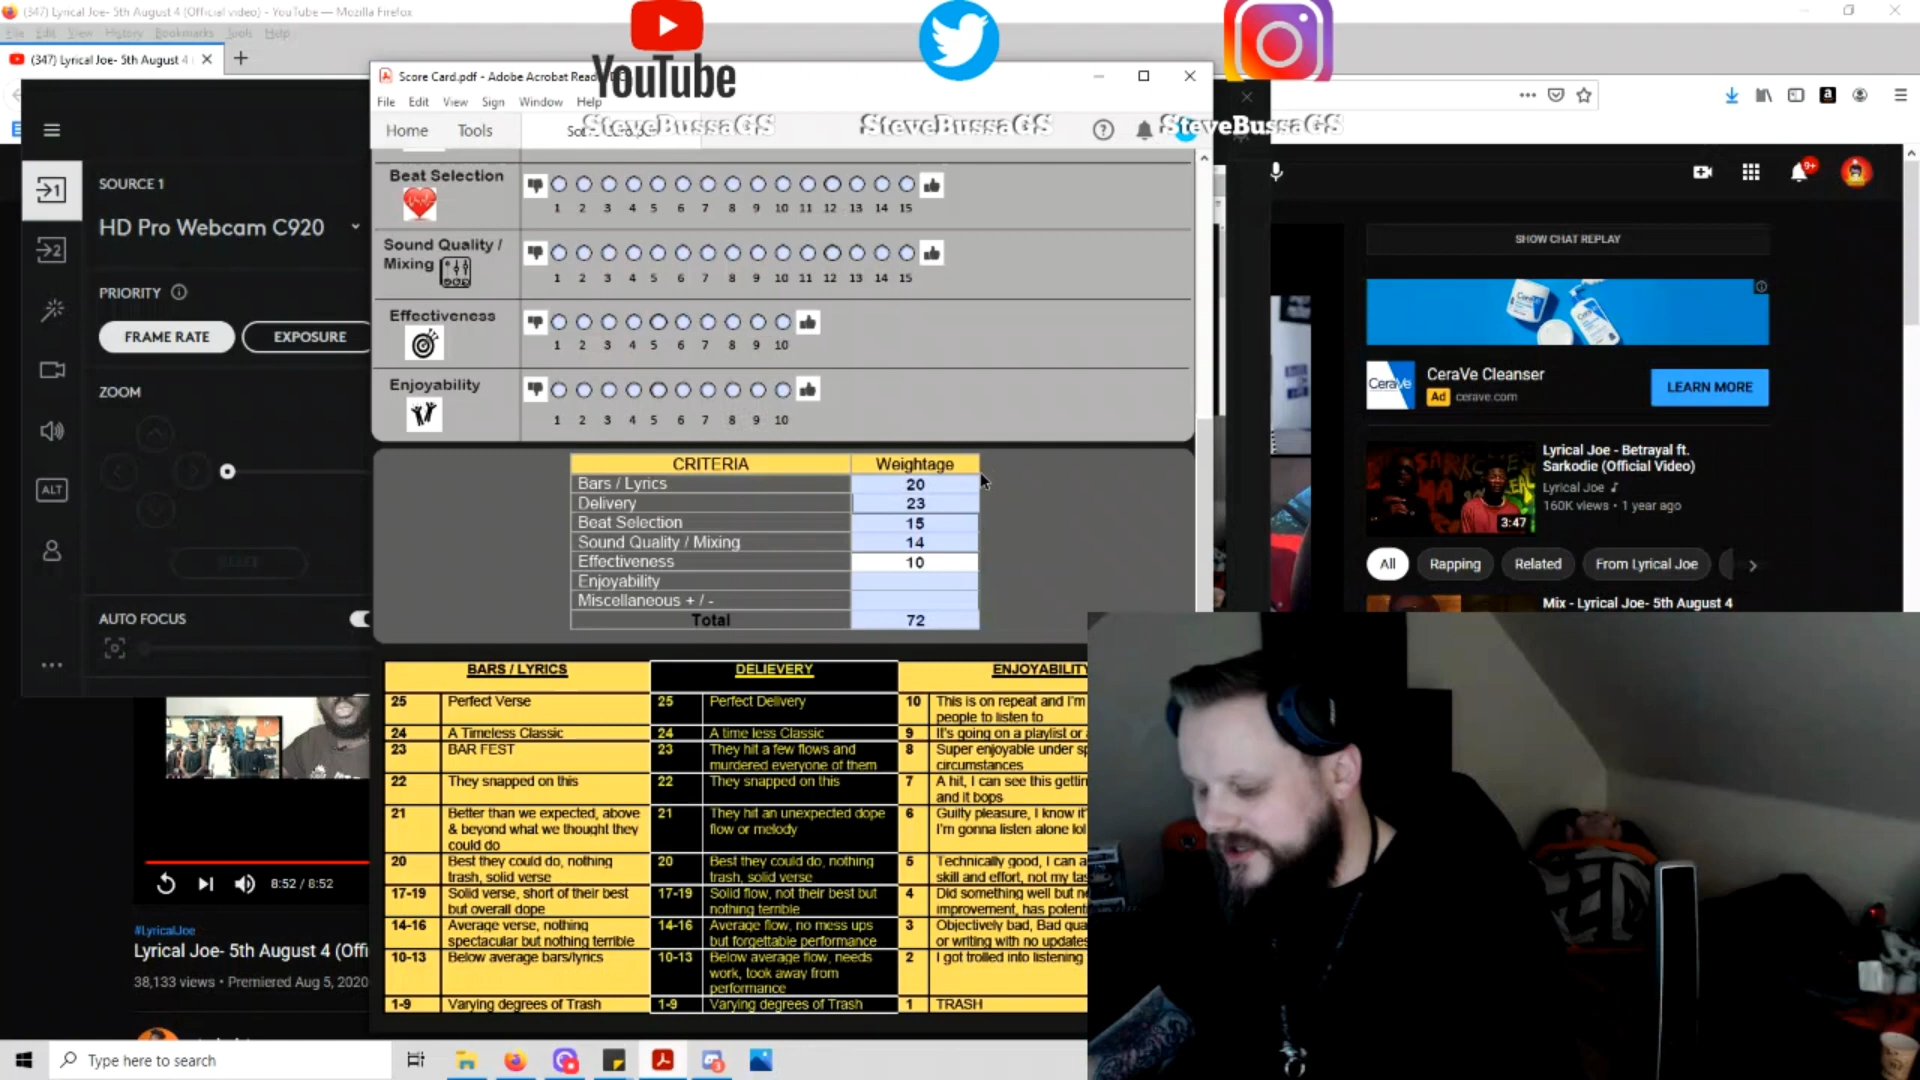 (347) Lyrical Joe- 5th August 4 (Official video) - YouTube — Mozilla Firefox
File Edit View History Bookmarks Tools Help
(347) Lyrical Joe- 5th August 4
Score Card.pdf - Adobe Acrobat Read
YouTube
File Edit View Sign Window Help
Home Tools
SteveBussaGS
SteveBussaGS
SteveBussaGS
SOURCE 1
HD Pro Webcam C920
PRIORITY
FRAME RATE EXPOSURE
ZOOM
ALT
AUTO FOCUS
Beat Selection
1 2 3 4 5 6 7 8 9 10 11 12 13 14 15
Sound Quality /
Mixing
1 2 3 4 5 6 7 8 9 10 11 12 13 14 15
Effectiveness
1 2 3 4 5 6 7 8 9 10
Enjoyability
1 2 3 4 5 6 7 8 9 10
CRITERIA Weightage
Bars / Lyrics 20
Delivery 23
Beat Selection 15
Sound Quality / Mixing 14
Effectiveness 10
Enjoyability
Miscellaneous + / -
Total 72
BARS / LYRICS
25 Perfect Verse
24 A Timeless Classic
23 BAR FEST
22 They snapped on this
21 Better than we expected, above
& beyond what we thought they
could do
20 Best they could do, nothing
trash, solid verse
17-19 Solid verse, short of their best
but overall dope
14-16 Average verse, nothing
spectacular but nothing terrible
10-13 Below average bars/lyrics
1-9 Varying degrees of Trash
DELIEVERY
25 Perfect Delivery
24 A time less Classic
23 They hit a few flows and
murdered everyone of them
22 They snapped on this
21 They hit an unexpected dope
flow or melody
20 Best they could do, nothing
trash, solid verse
17-19 Solid flow, not their best but
nothing terrible
14-16 Average flow, no mess ups
but forgettable performance
10-13 Below average flow, needs
work, took away from
performance
1-9 Varying degrees of Trash
ENJOYABILITY
10 This is on repeat and I'm
people to listen to
9 It's going on a playlist or
8 Super enjoyable under sp
circumstances
7 A hit, I can see this gettin
and it bops
6 Guilty pleasure, I know it'
I'm gonna listen alone lol
5 Technically good, I can a
skill and effort, not my tas
4 Did something well but ne
improvement, has potent
3 Objectively bad, Bad qua
or writing with no updates
2 I got trolled into listening
1 TRASH
9+
SHOW CHAT REPLAY
CeraVe
CeraVe Cleanser
Ad cerave.com
LEARN MORE
Lyrical Joe - Betrayal ft.
Sarkodie (Official Video)
Lyrical Joe
160K views • 1 year ago
3:47
All Rapping Related From Lyrical Joe
Mix - Lyrical Joe- 5th August 4
8:52 / 8:52
#LyricalJoe
Lyrical Joe- 5th August 4 (Offi
38,133 views • Premiered Aug 5, 2020
Type here to search